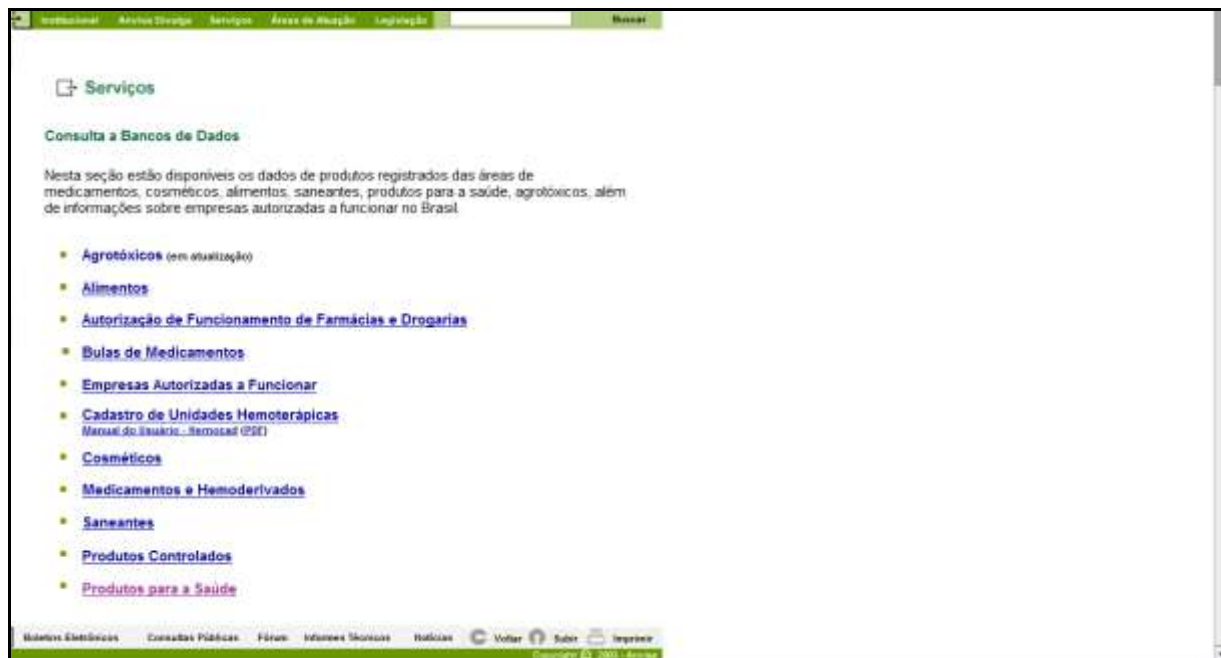 Institucional Anvisa Divulga Serviços Áreas de Atuação Legislação Buscar
Serviços
Consulta a Bancos de Dados
Nesta seção estão disponíveis os dados de produtos registrados das áreas de
medicamentos, cosméticos, alimentos, saneantes, produtos para a saúde, agrotóxicos, além
de informações sobre empresas autorizadas a funcionar no Brasil
Agrotóxicos (em atualização)
Alimentos
Autorização de Funcionamento de Farmácias e Drogarias
Bulas de Medicamentos
Empresas Autorizadas a Funcionar
Cadastro de Unidades Hemoterápicas
Manual do Usuário - Hemocad (PDF)
Cosméticos
Medicamentos e Hemoderivados
Saneantes
Produtos Controlados
Produtos para a Saúde
Boletins Eletrônicos Consultas Públicas Fórum Informes Técnicos Notícias Voltar Subir Imprimir
Copyright © 2003 - Anvisa